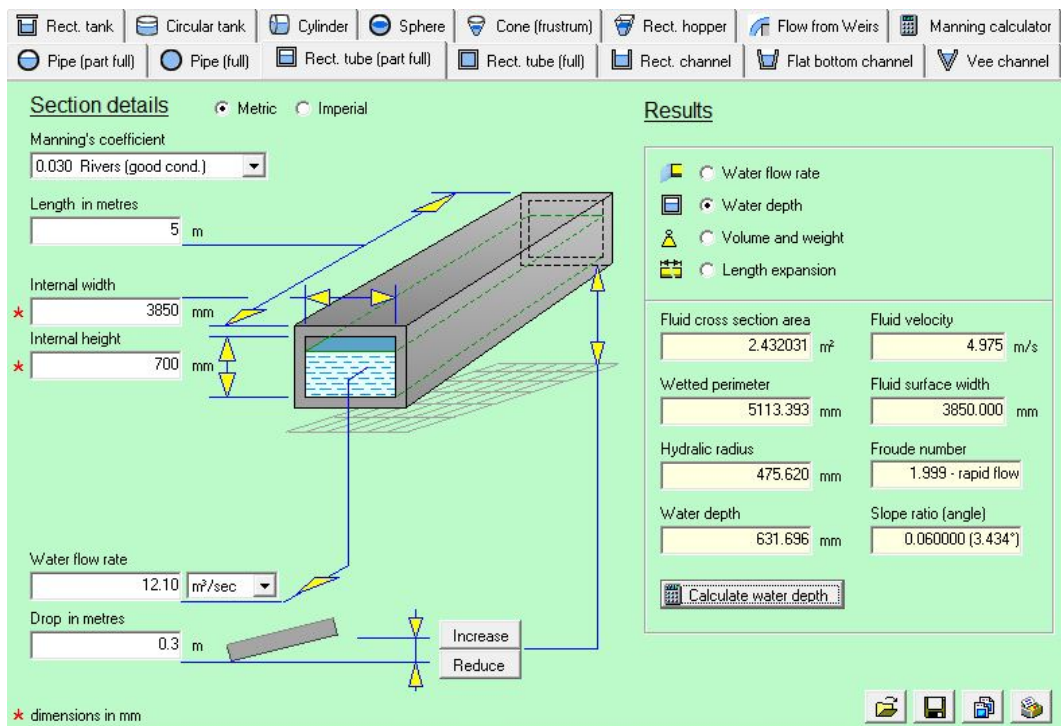 Rect. tank
Circular tank
Cylinder
Sphere
Cone (frustrum)
Rect. hopper
Flow from Weirs
Manning calculator
Pipe (part full)
Pipe (full)
Rect. tube (part full)
Rect. tube (full)
Rect. channel
Flat bottom channel
Vee channel
Section details
Metric
Imperial
Manning's coefficient
0.030 Rivers (good cond.)
Length in metres
5 m
Internal width
* 3850 mm
Internal height
* 700 mm
Water flow rate
12.10 m³/sec
Drop in metres
0.3 m
Increase
Reduce
* dimensions in mm
Results
Water flow rate
Water depth
Volume and weight
Length expansion
Fluid cross section area
2.432031 m²
Fluid velocity
4.975 m/s
Wetted perimeter
5113.393 mm
Fluid surface width
3850.000 mm
Hydralic radius
475.620 mm
Froude number
1.999 - rapid flow
Water depth
631.696 mm
Slope ratio (angle)
0.060000 (3.434°)
Calculate water depth